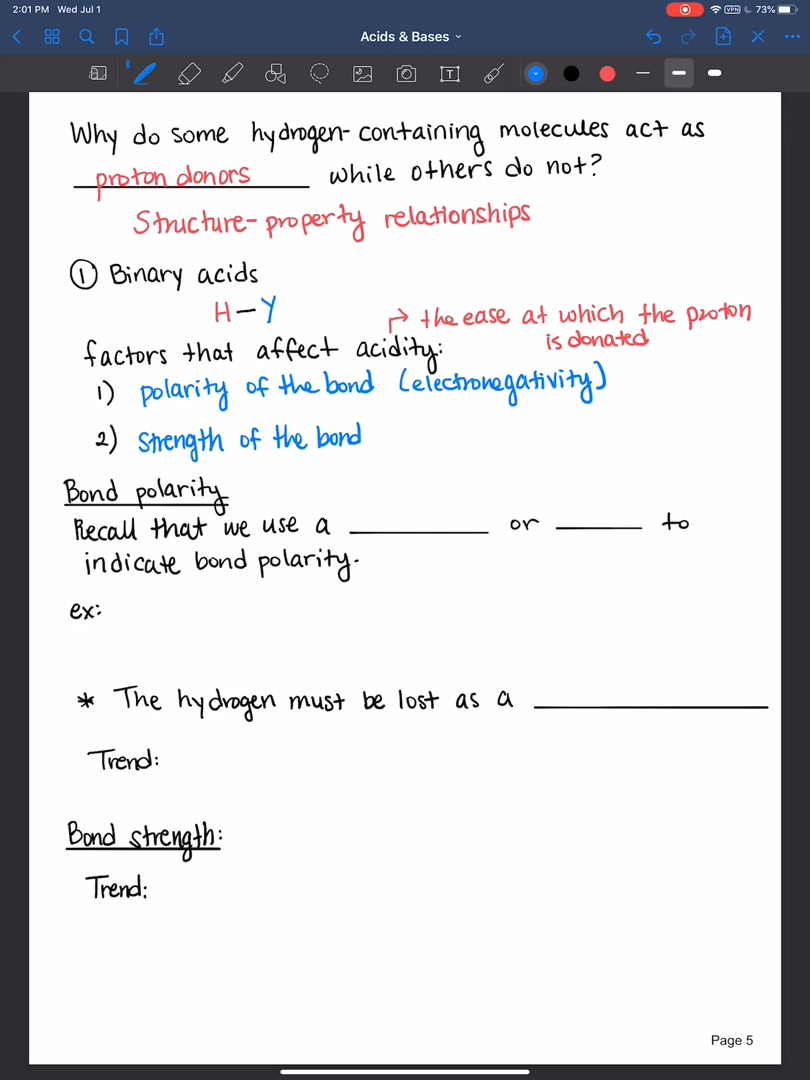 2:01 PM Wed Jul 1
VPN 73%
Acids & Bases
T
Why do some hydrogen-containing molecules act as
proton donors while others do not?
Structure-property relationships
① Binary acids
H-Y
the ease at which the proton
is donated
factors that affect acidity:
1) polarity of the bond (electronegativity)
2) Strength of the bond
Bond polarity
Recall that we use a ________ or ________ to
indicate bond polarity.
ex:
* The hydrogen must be lost as a ________
Trend:
Bond strength:
Trend:
Page 5